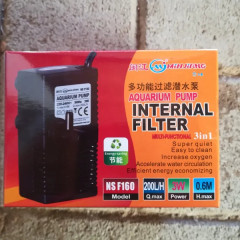 多功能过滤潜水泵
AQUARIUM PUMP
INTERNAL
FILTER
MULTI-FUNCTIONAL 3in1
Super quiet
Easy to clean
Increase oxygen
Accelerate water circulation
Efficient energy economizing
AQUARIUM PUMP
节能
NS F160 200L/H 3W 0.6M
Model Q.max Power H.max